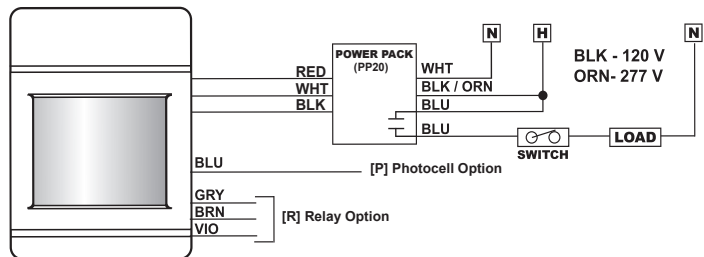 N
H
N
POWER PACK
(PP20)
BLK - 120 V
ORN- 277 V
RED
WHT
WHT
BLK / ORN
BLK
BLU
BLU
SWITCH
LOAD
BLU
[P] Photocell Option
GRY
BRN
[R] Relay Option
VIO